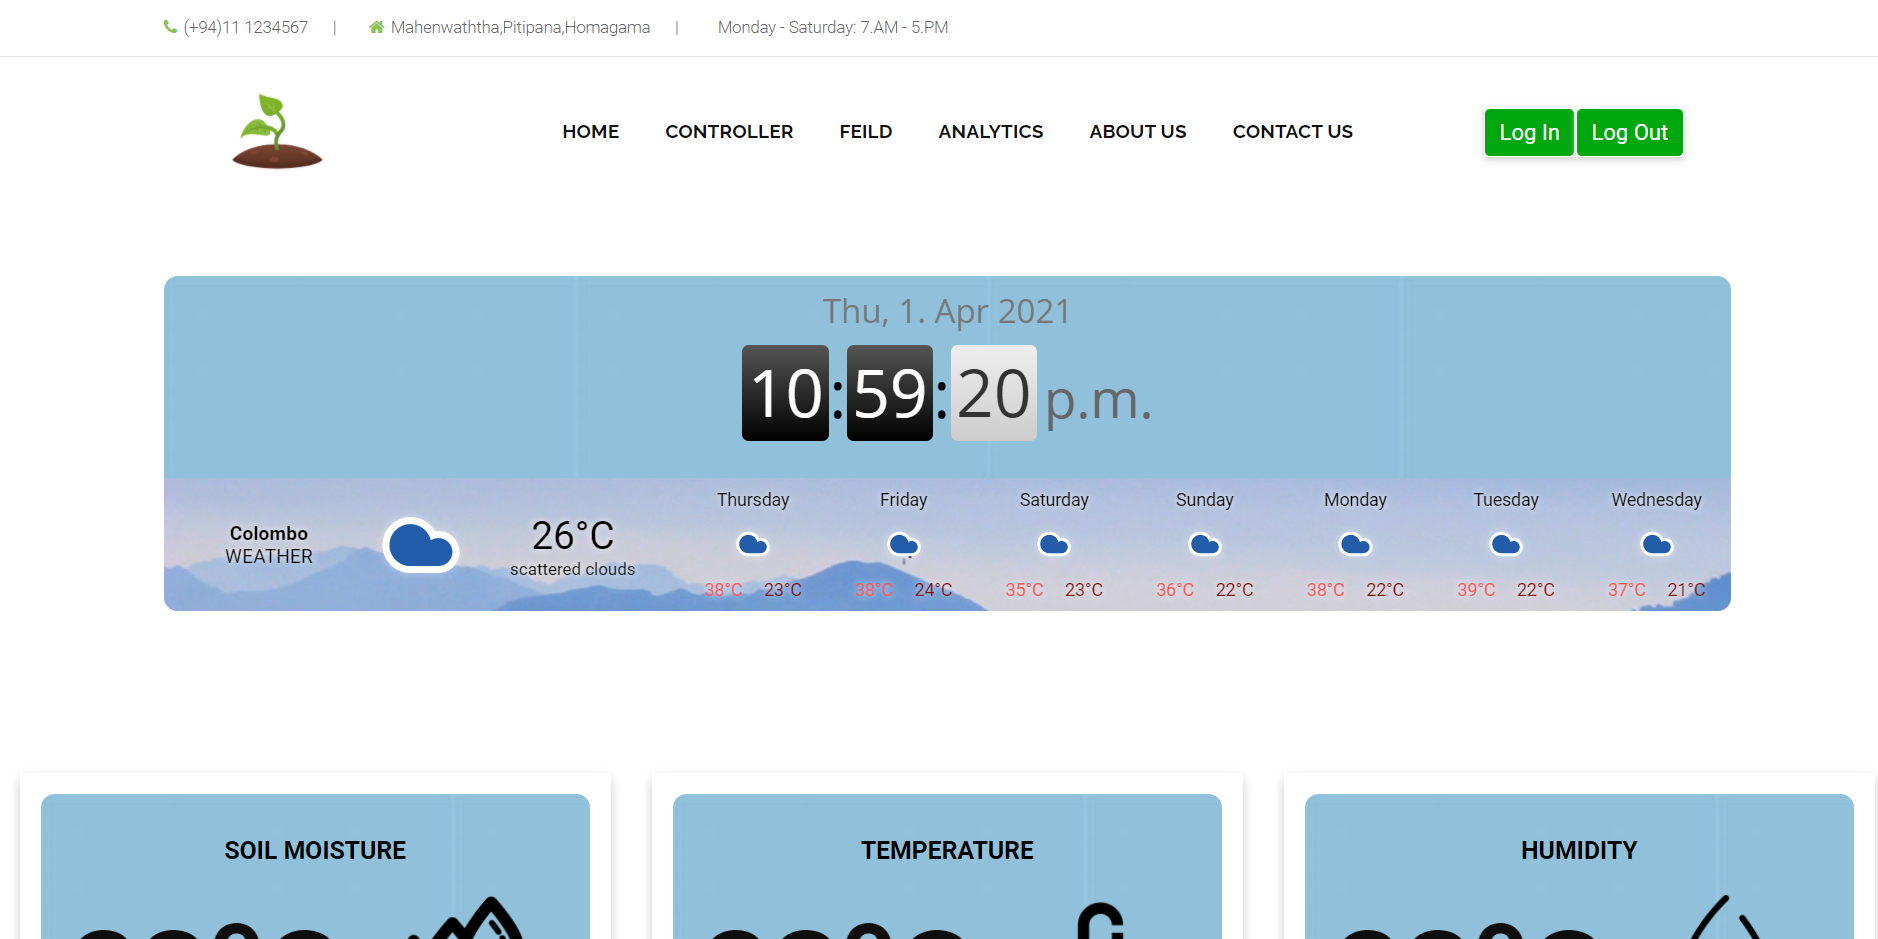 (+94)11 1234567 | Mahenwaththa,Pitipana,Homagama | Monday - Saturday: 7.AM - 5.PM
HOME CONTROLLER FEILD ANALYTICS ABOUT US CONTACT US Log In Log Out
Thu, 1. Apr 2021
10:59:20 p.m.
Colombo
WEATHER
26°C
scattered clouds
Thursday Friday Saturday Sunday Monday Tuesday Wednesday
38°C 23°C 38°C 24°C 35°C 23°C 36°C 22°C 38°C 22°C 39°C 22°C 37°C 21°C
SOIL MOISTURE TEMPERATURE HUMIDITY